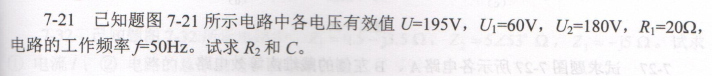 7-21 已知题图 7-21 所示电路中各电压有效值 U=195V，U₁=60V，U₂=180V，R₁=20Ω，
电路的工作频率 f=50Hz。试求 R₂ 和 C。